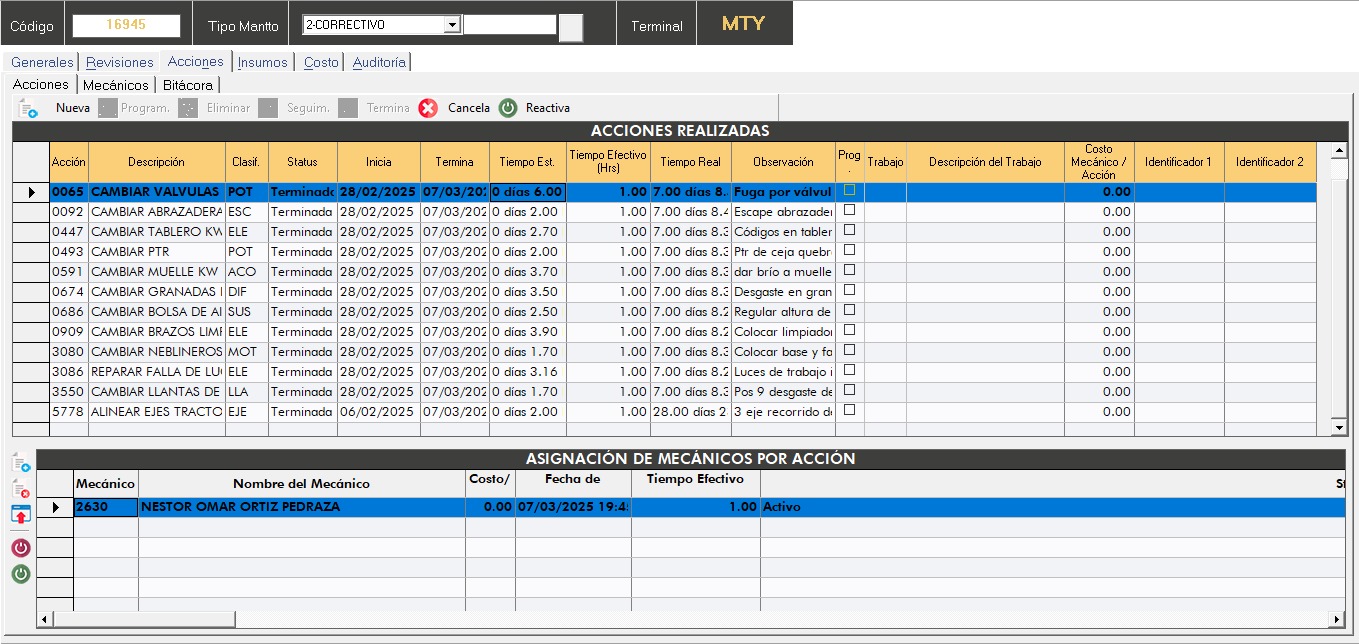 Código 16945 Tipo Mantto 2-CORRECTIVO Terminal MTY
Generales Revisiones Acciones Insumos Costo Auditoría
Acciones Mecánicos Bitácora
Nueva Program. Eliminar Seguim. Termina Cancela Reactiva
ACCIONES REALIZADAS
Acción Descripción Clasif. Status Inicia Termina Tiempo Est. Tiempo Efectivo (Hrs) Tiempo Real Observación Prog . Trabajo Descripción del Trabajo Costo Mecánico / Acción Identificador 1 Identificador 2
0065 CAMBIAR VALVULAS POT Terminada 28/02/2025 07/03/202 0 días 6.00 1.00 7.00 días 8. Fuga por válvul 0.00
0092 CAMBIAR ABRAZADERA ESC Terminada 28/02/2025 07/03/202 0 días 2.00 1.00 7.00 días 8.4 Escape abrazader 0.00
0447 CAMBIAR TABLERO KW ELE Terminada 28/02/2025 07/03/202 0 días 2.70 1.00 7.00 días 8.3 Códigos en tabler 0.00
0493 CAMBIAR PTR POT Terminada 28/02/2025 07/03/202 0 días 2.00 1.00 7.00 días 8.3 Ptr de ceja quebr 0.00
0591 CAMBIAR MUELLE KW ACO Terminada 28/02/2025 07/03/202 0 días 3.70 1.00 7.00 días 8.3 dar brío a muelle 0.00
0674 CAMBIAR GRANADAS DIF Terminada 28/02/2025 07/03/202 0 días 3.50 1.00 7.00 días 8.3 Desgaste en gran 0.00
0686 CAMBIAR BOLSA DE AI SUS Terminada 28/02/2025 07/03/202 0 días 2.50 1.00 7.00 días 8.2 Regular altura de 0.00
0909 CAMBIAR BRAZOS LIMP ELE Terminada 28/02/2025 07/03/202 0 días 3.90 1.00 7.00 días 8.2 Colocar limpiador 0.00
3080 CAMBIAR NEBLINEROS MOT Terminada 28/02/2025 07/03/202 0 días 1.70 1.00 7.00 días 8.3 Colocar base y fa 0.00
3086 REPARAR FALLA DE LU ELE Terminada 28/02/2025 07/03/202 0 días 3.16 1.00 7.00 días 8.2 Luces de trabajo i 0.00
3550 CAMBIAR LLANTAS DE LLA Terminada 28/02/2025 07/03/202 0 días 1.70 1.00 7.00 días 8.3 Pos 9 desgaste de 0.00
5778 ALINEAR EJES TRACTO EJE Terminada 06/02/2025 07/03/202 0 días 2.00 1.00 28.00 días 2 3 eje recorrido de 0.00
ASIGNACIÓN DE MECÁNICOS POR ACCIÓN
Mecánico Nombre del Mecánico Costo/ Fecha de Tiempo Efectivo St
2630 NESTOR OMAR ORTIZ PEDRAZA 0.00 07/03/2025 19:4 1.00 Activo